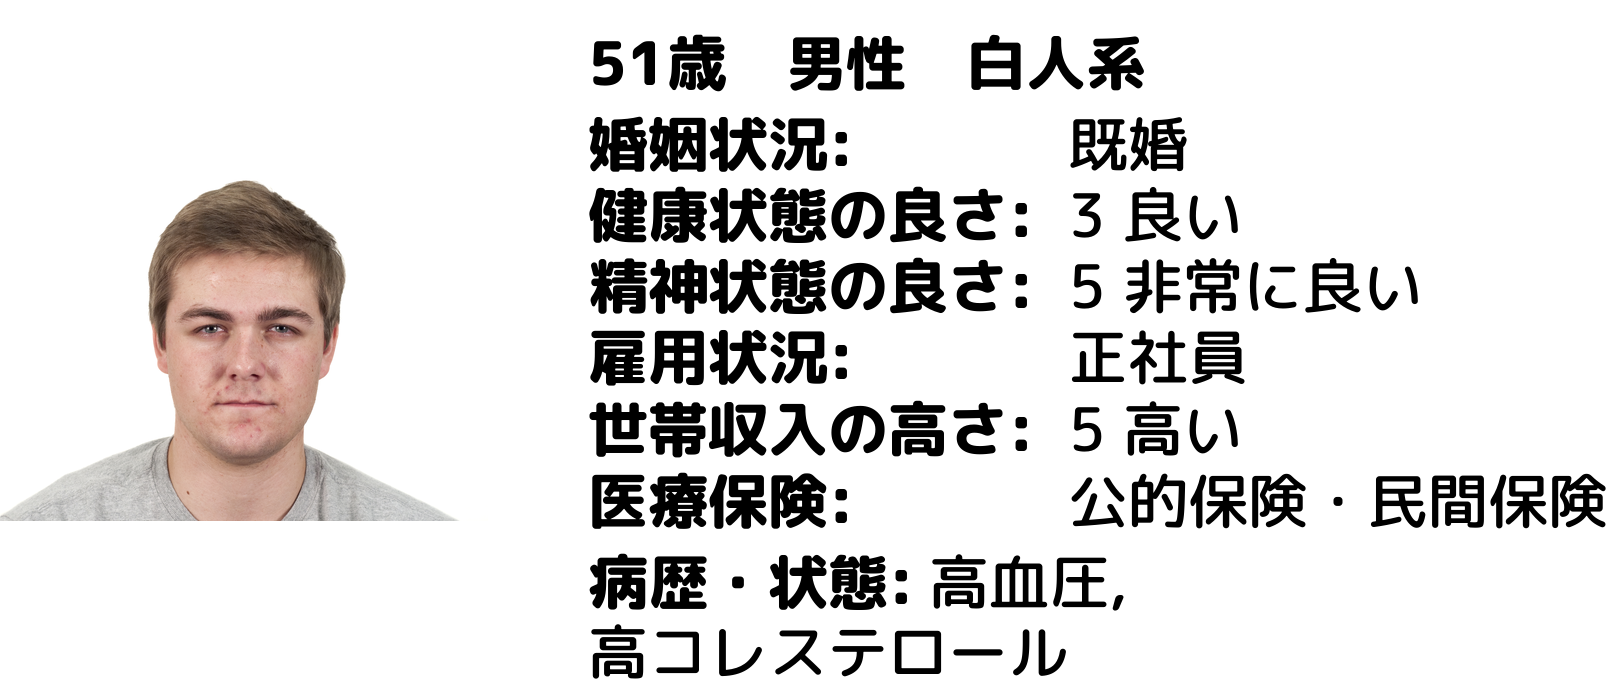 51歳　男性　白人系
婚姻状況: 既婚
健康状態の良さ: 3 良い
精神状態の良さ: 5 非常に良い
雇用状況: 正社員
世帯収入の高さ: 5 高い
医療保険: 公的保険・民間保険
病歴・状態: 高血圧,
高コレステロール